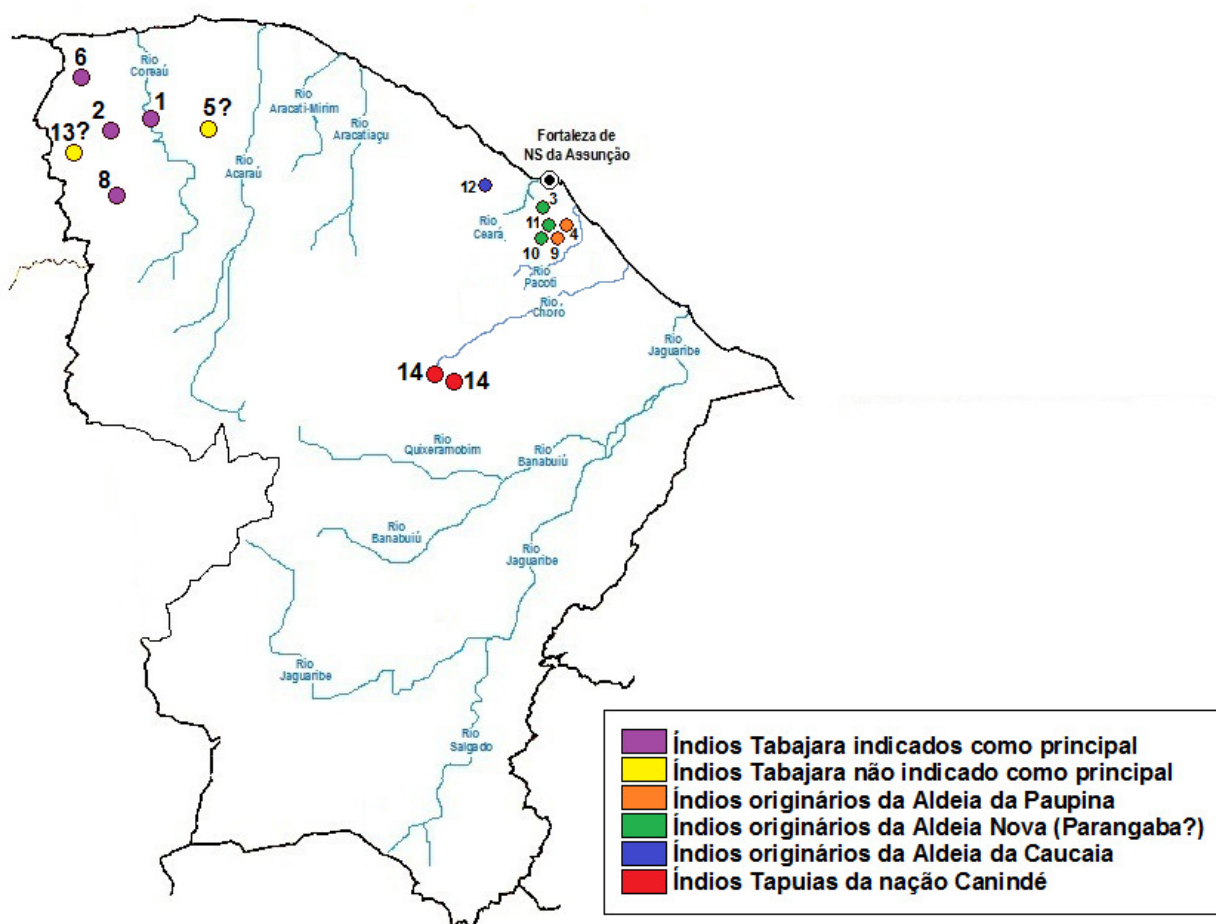 6
Rio
Coreaú
2
1
5?
13?
8
Rio
Acaraú
Rio
Aracati-Mirim
Rio
Aracatiaçu
Fortaleza de
NS da Assunção
12
3
Rio
Ceará
11
4
10
9
Rio
Pacoti
Rio
Choró
Rio
Jaguaribe
14
14
Rio
Quixeramobim
Rio
Banabuiú
Rio
Banabuiú
Rio
Jaguaribe
Rio
Jaguaribe
Rio
Salgado
Índios Tabajara indicados como principal
Índios Tabajara não indicado como principal
Índios originários da Aldeia da Paupina
Índios originários da Aldeia Nova (Parangaba?)
Índios originários da Aldeia da Caucaia
Índios Tapuias da nação Canindé